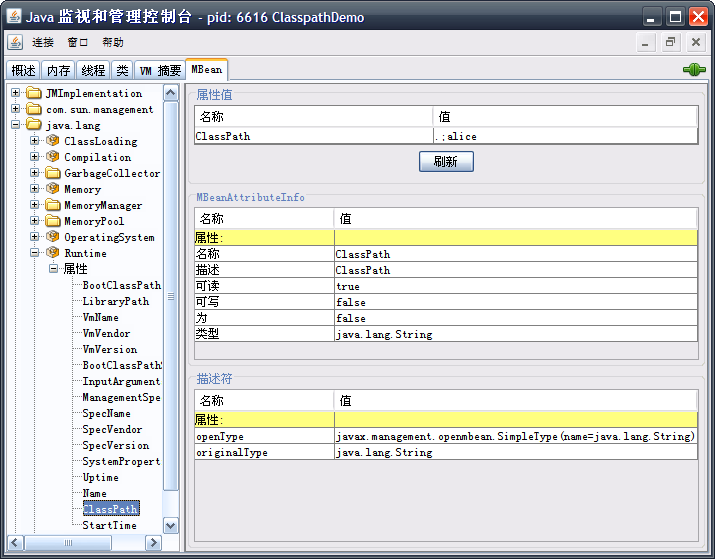 Java 监视和管理控制台 - pid: 6616 ClasspathDemo
连接 窗口 帮助
概述 内存 线程 类 VM 摘要 MBean
JMImplementation
com.sun.management
java.lang
ClassLoading
Compilation
GarbageCollector
Memory
MemoryManager
MemoryPool
OperatingSystem
Runtime
属性
BootClassPath
LibraryPath
VmName
VmVendor
VmVersion
BootClassPathS
InputArgument
ManagementSpe
SpecName
SpecVendor
SpecVersion
SystemPropert
Uptime
Name
ClassPath
StartTime
属性值
名称 值
ClassPath .;alice
刷新
MBeanAttributeInfo
名称 值
属性:
名称 ClassPath
描述 ClassPath
可读 true
可写 false
为 false
类型 java.lang.String
描述符
名称 值
属性:
openType javax.management.openmbean.SimpleType(name=java.lang.String)
originalType java.lang.String